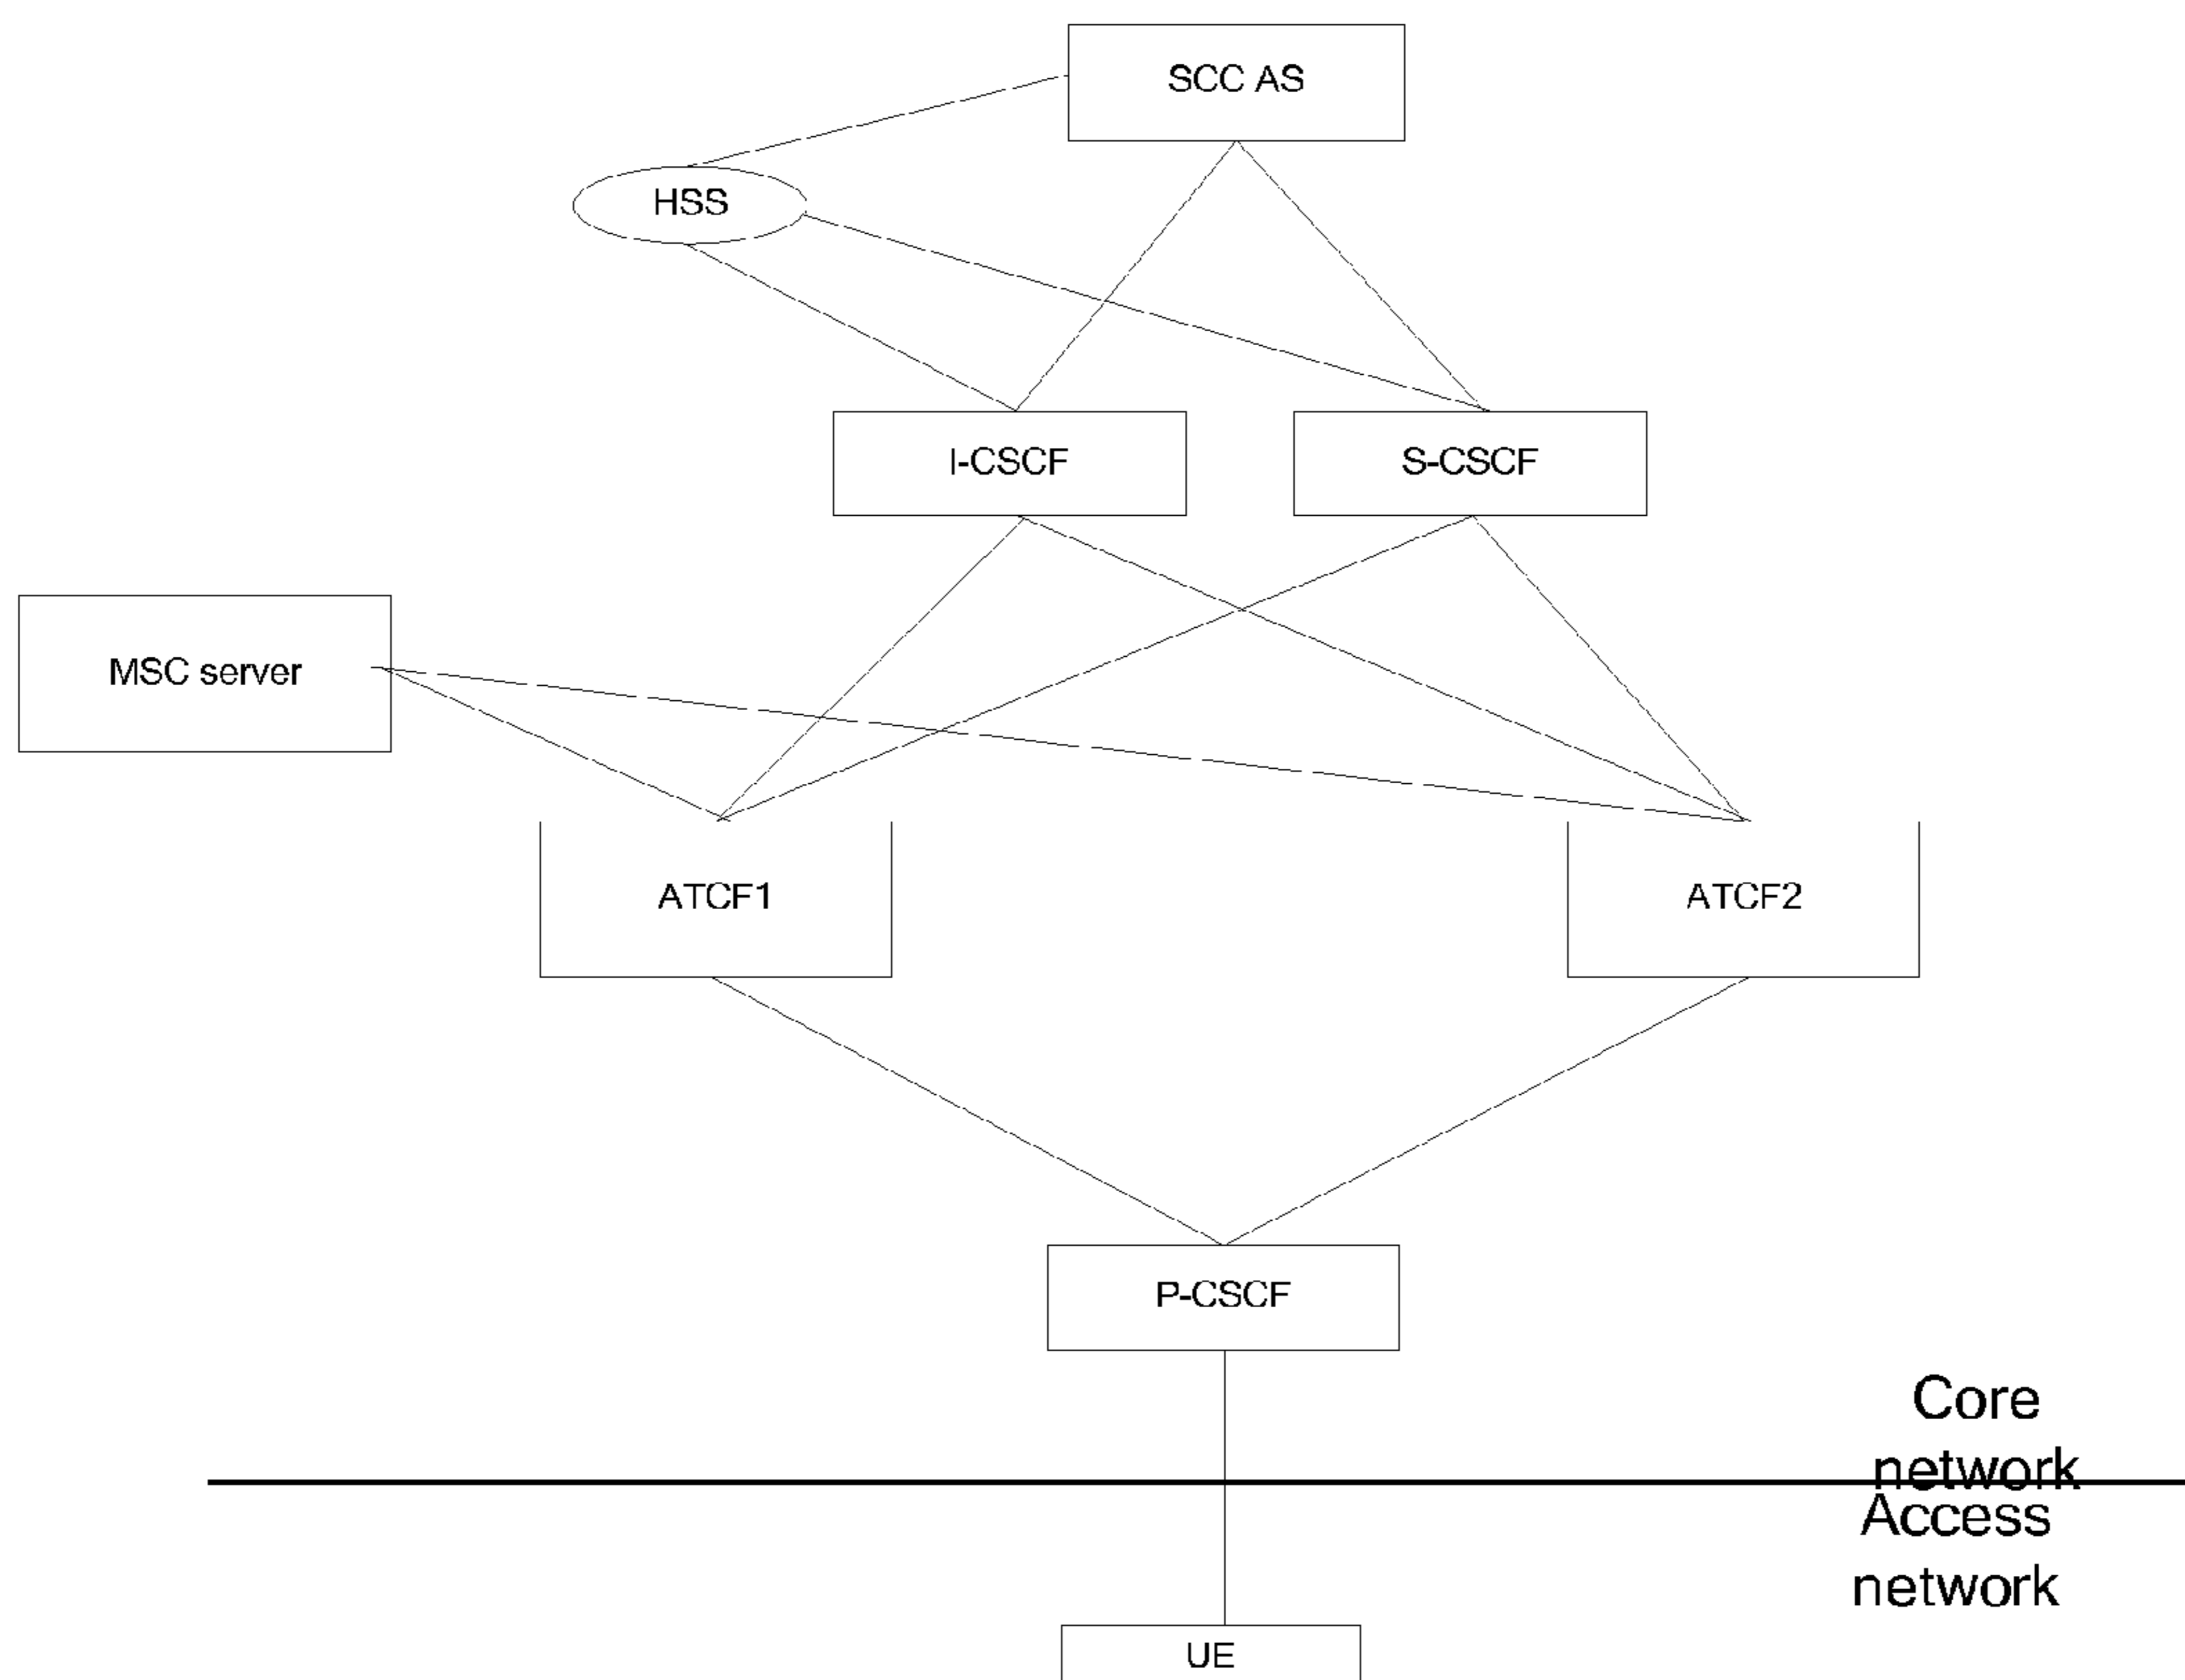 SCC AS
HSS
I-CSCF
S-CSCF
MSC server
ATCF1
ATCF2
P-CSCF
Core
network
Access
network
UE